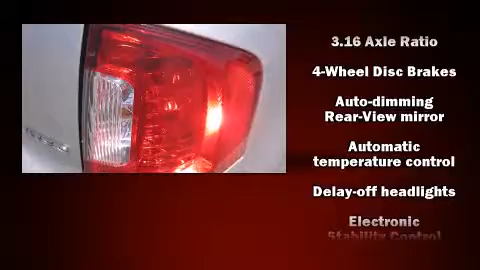 3.16 Axle Ratio
4-Wheel Disc Brakes
Auto-dimming
Rear-View mirror
Automatic
temperature control
Delay-off headlights
Electronic
Stability Control